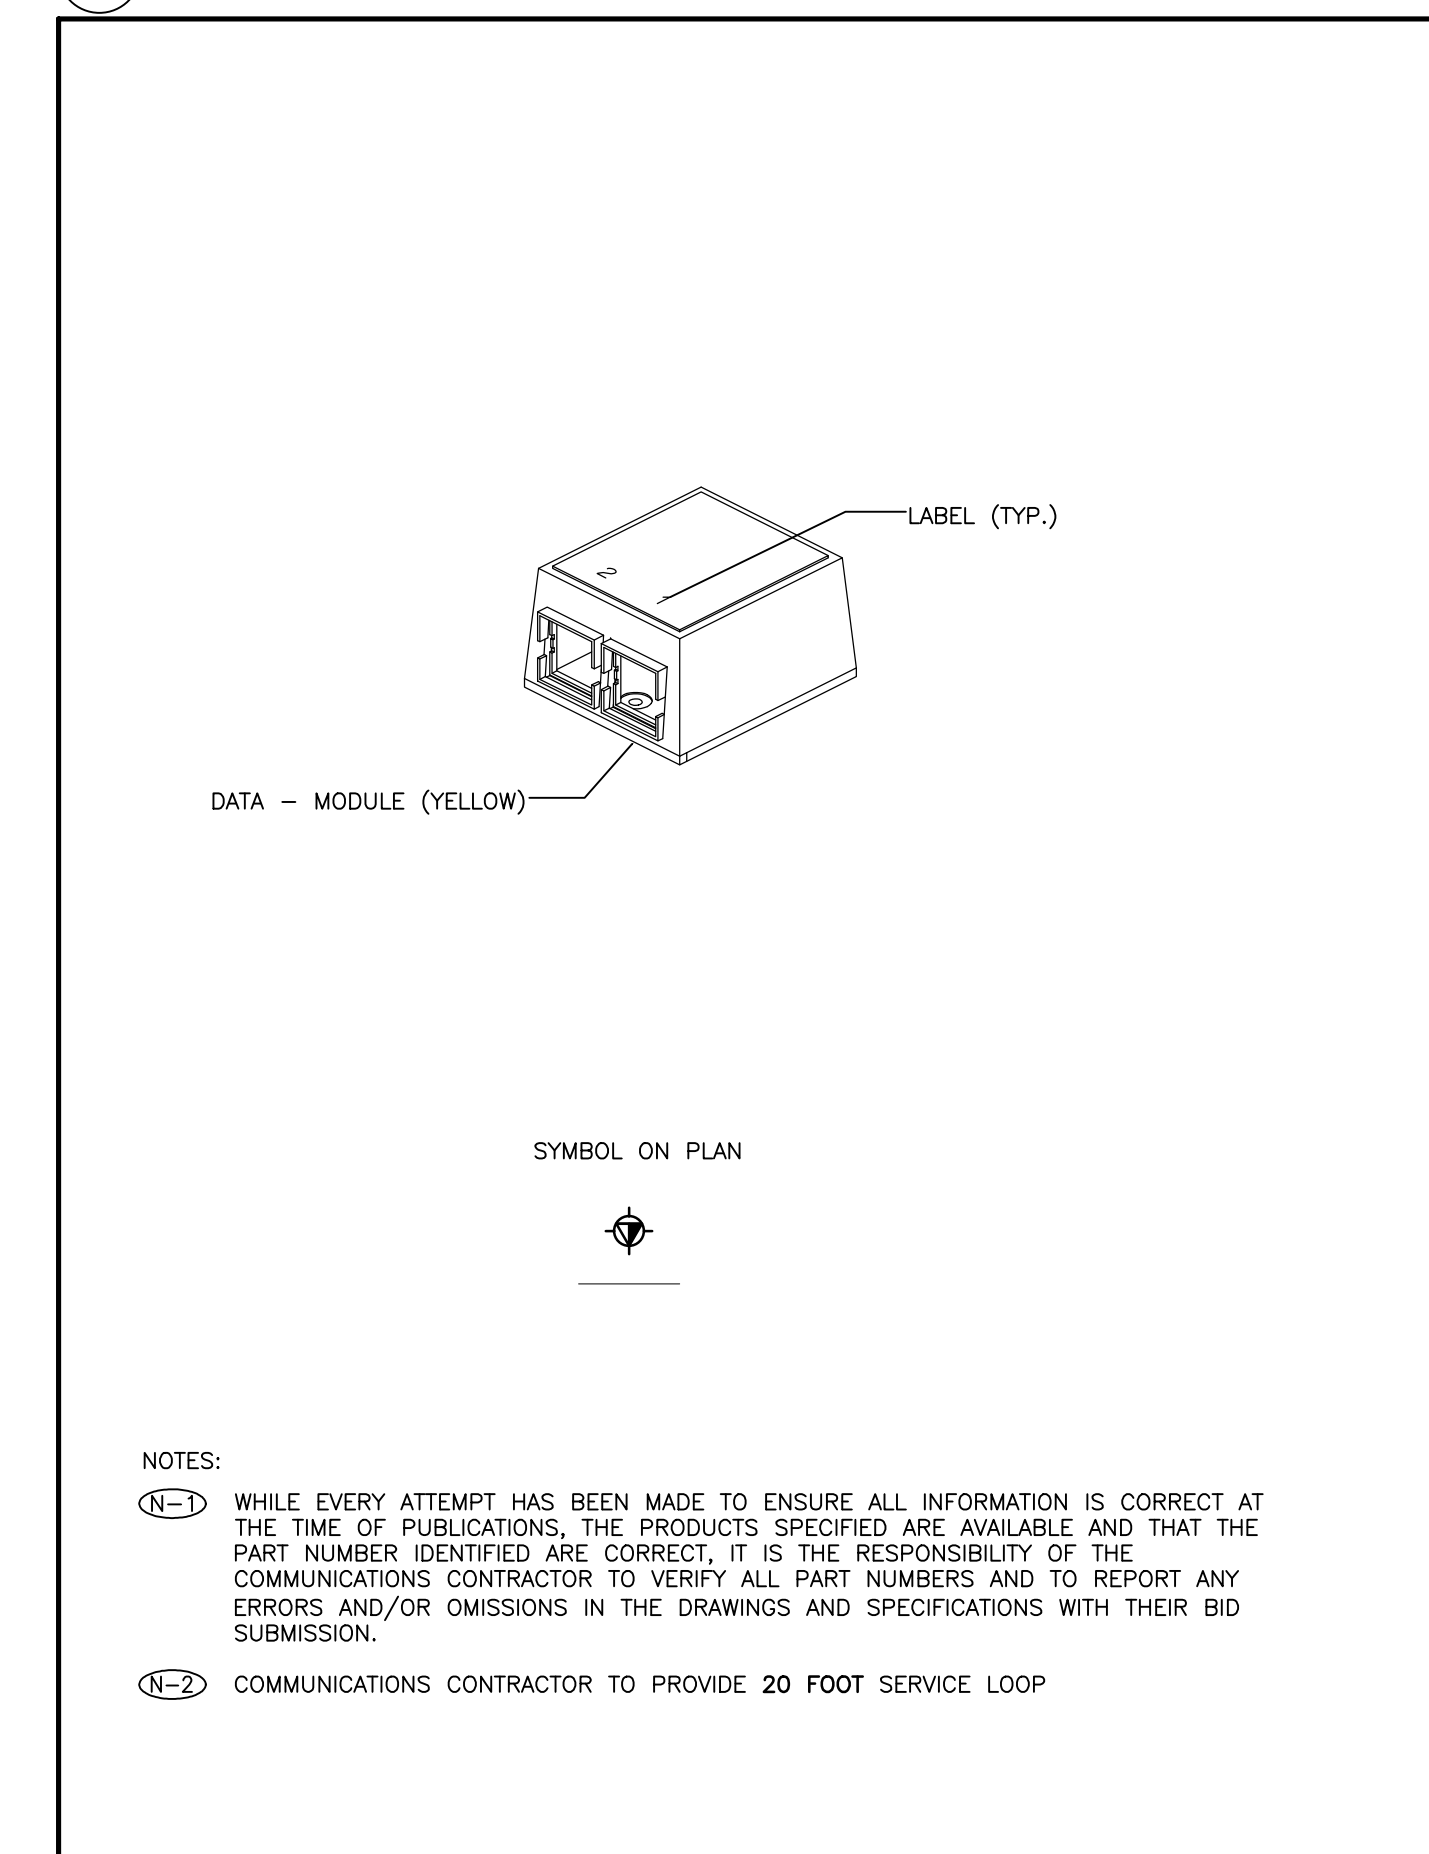 LABEL (TYP.)
2
1
DATA – MODULE (YELLOW)
SYMBOL ON PLAN
NOTES:
N–1 WHILE EVERY ATTEMPT HAS BEEN MADE TO ENSURE ALL INFORMATION IS CORRECT AT
THE TIME OF PUBLICATIONS, THE PRODUCTS SPECIFIED ARE AVAILABLE AND THAT THE
PART NUMBER IDENTIFIED ARE CORRECT, IT IS THE RESPONSIBILITY OF THE
COMMUNICATIONS CONTRACTOR TO VERIFY ALL PART NUMBERS AND TO REPORT ANY
ERRORS AND/OR OMISSIONS IN THE DRAWINGS AND SPECIFICATIONS WITH THEIR BID
SUBMISSION.
N–2 COMMUNICATIONS CONTRACTOR TO PROVIDE 20 FOOT SERVICE LOOP